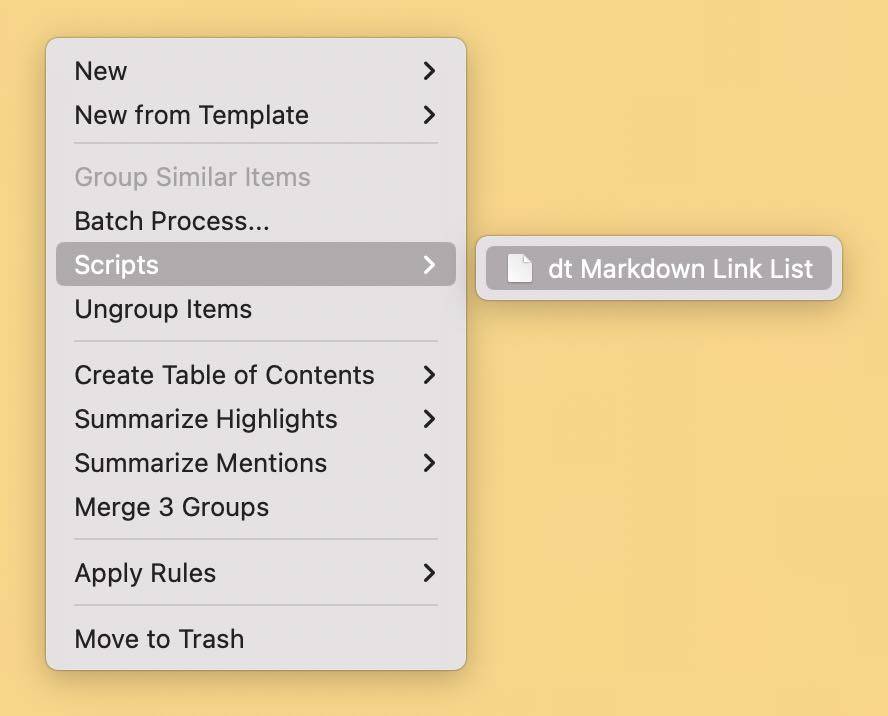 New
New from Template
Group Similar Items
Batch Process...
Scripts
dt Markdown Link List
Ungroup Items
Create Table of Contents
Summarize Highlights
Summarize Mentions
Merge 3 Groups
Apply Rules
Move to Trash